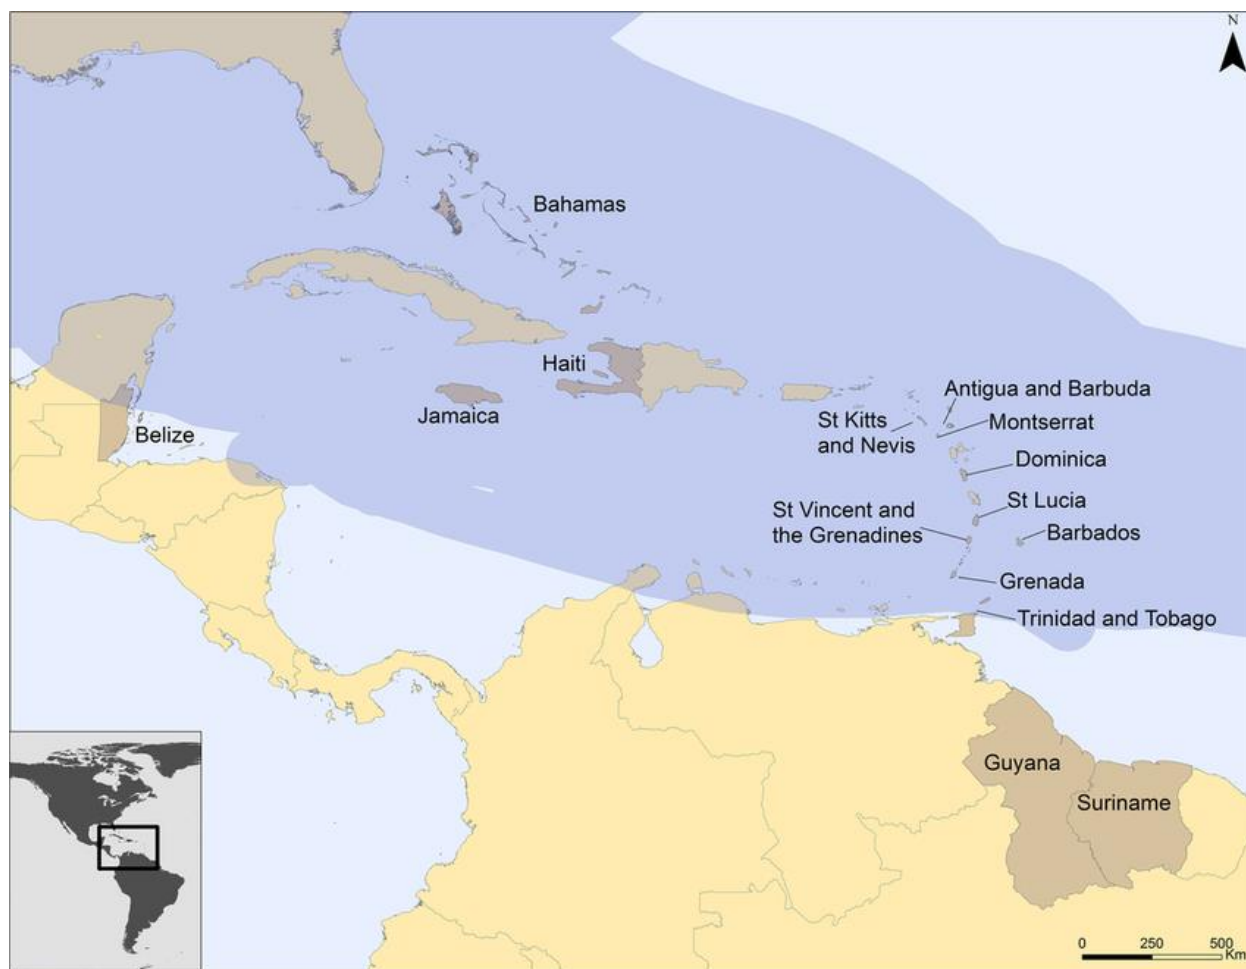 N
Bahamas
Haiti
Jamaica
Belize
Antigua and Barbuda
St Kitts
and Nevis
Montserrat
Dominica
St Lucia
St Vincent and
the Grenadines
Barbados
Grenada
Trinidad and Tobago
Guyana
Suriname
0 250 500
Km